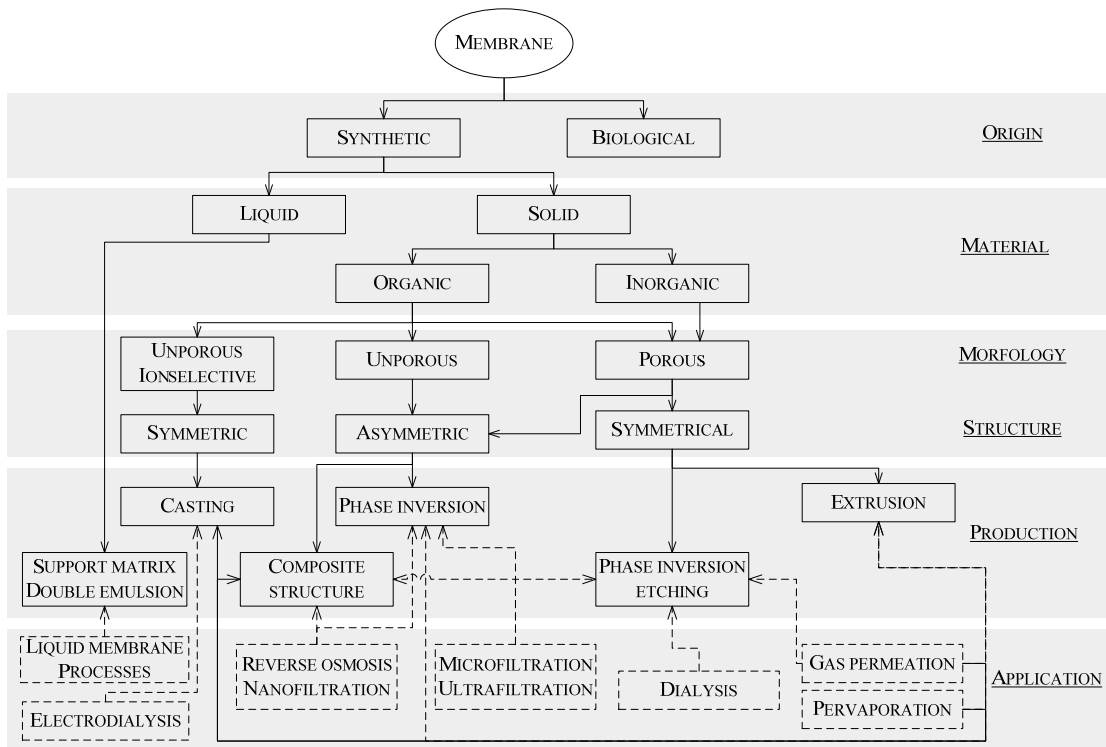 MEMBRANE
SYNTHETIC
BIOLOGICAL
ORIGIN
LIQUID
SOLID
MATERIAL
ORGANIC
INORGANIC
UNPOROUS
IONSELECTIVE
UNPOROUS
POROUS
MORFOLOGY
SYMMETRIC
ASYMMETRIC
SYMMETRICAL
STRUCTURE
CASTING
PHASE INVERSION
EXTRUSION
PRODUCTION
SUPPORT MATRIX
DOUBLE EMULSION
COMPOSITE
STRUCTURE
PHASE INVERSION
ETCHING
LIQUID MEMBRANE
PROCESSES
REVERSE OSMOSIS
NANOFILTRATION
MICROFILTRATION
ULTRAFILTRATION
DIALYSIS
GAS PERMEATION
APPLICATION
ELECTRODIALYSIS
PERVAPORATION